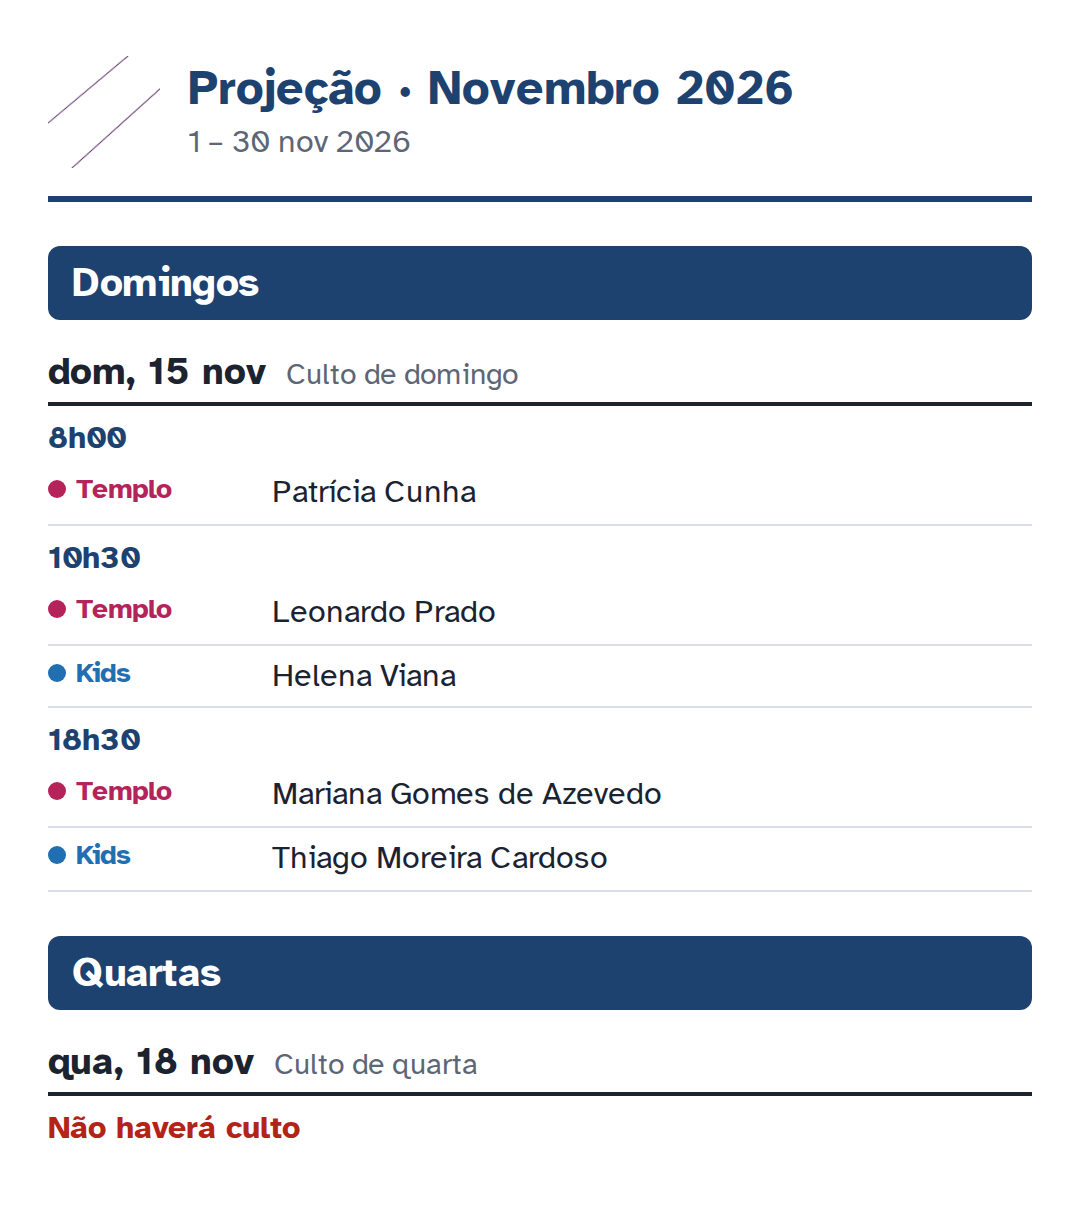 Projeção • Novembro 2026
1 – 30 nov 2026
Domingos
dom, 15 nov Culto de domingo
8h00
Templo Patrícia Cunha
10h30
Templo Leonardo Prado
Kids Helena Viana
18h30
Templo Mariana Gomes de Azevedo
Kids Thiago Moreira Cardoso
Quartas
qua, 18 nov Culto de quarta
Não haverá culto